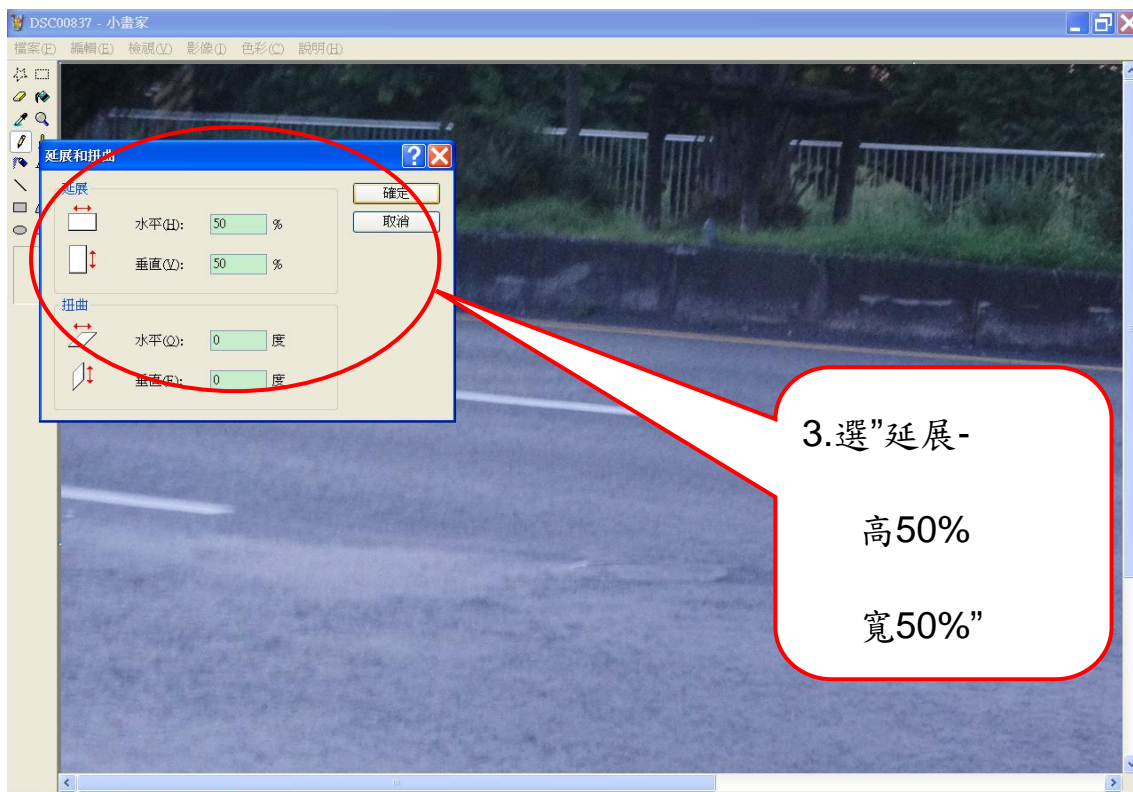 DSC00837 - 小畫家
檔案(F) 編輯(E) 檢視(V) 影像(I) 色彩(C) 說明(H)
延展和扭曲
延展
確定
水平(H): 50 %
取消
垂直(V): 50 %
扭曲
水平(O): 0 度
垂直(E): 0 度
3.選”延展-
高50%
寬50%”